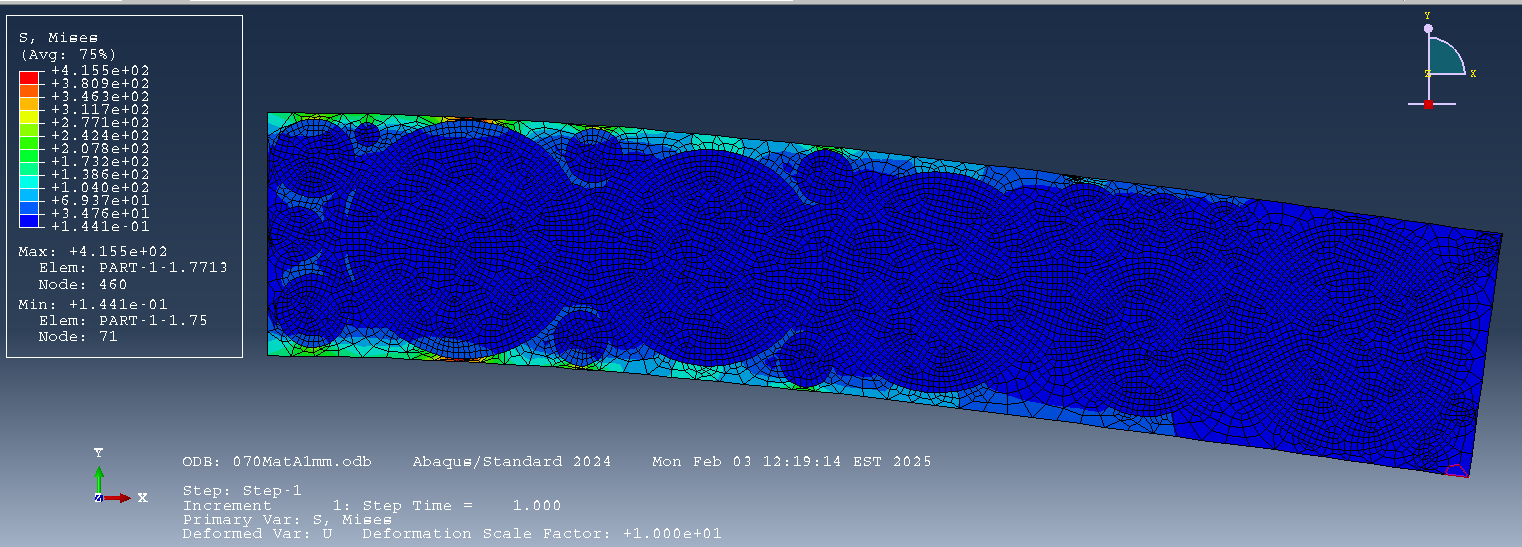 S, Mises
(Avg: 75%)
+4.155e+02
+3.809e+02
+3.463e+02
+3.117e+02
+2.771e+02
+2.424e+02
+2.078e+02
+1.732e+02
+1.386e+02
+1.040e+02
+6.937e+01
+3.476e+01
+1.441e-01
Max: +4.155e+02
Elem: PART-1-1.7713
Node: 460
Min: +1.441e-01
Elem: PART-1-1.75
Node: 71
Y
Z X
Y
Z X
ODB: 070MatA1mm.odb Abaqus/Standard 2024 Mon Feb 03 12:19:14 EST 2025
Step: Step-1
Increment 1: Step Time = 1.000
Primary Var: S, Mises
Deformed Var: U Deformation Scale Factor: +1.000e+01